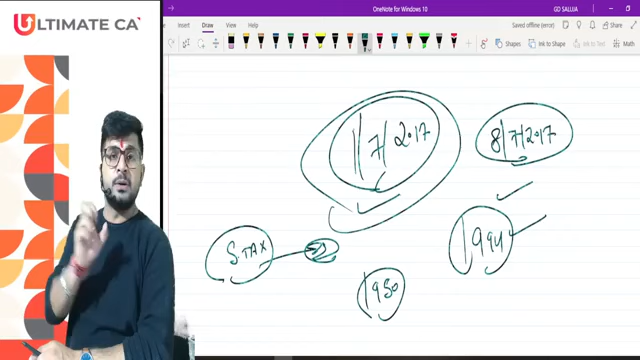 ULTIMATE CA
OneNote for Windows 10
GD SALUJA
Insert
Draw
View
Help
Saved offline (error)
Share
Shapes
Ink to Shape
Ink to Text
Math
1/7/2017
8/7/2017
S TAX
1994
1950